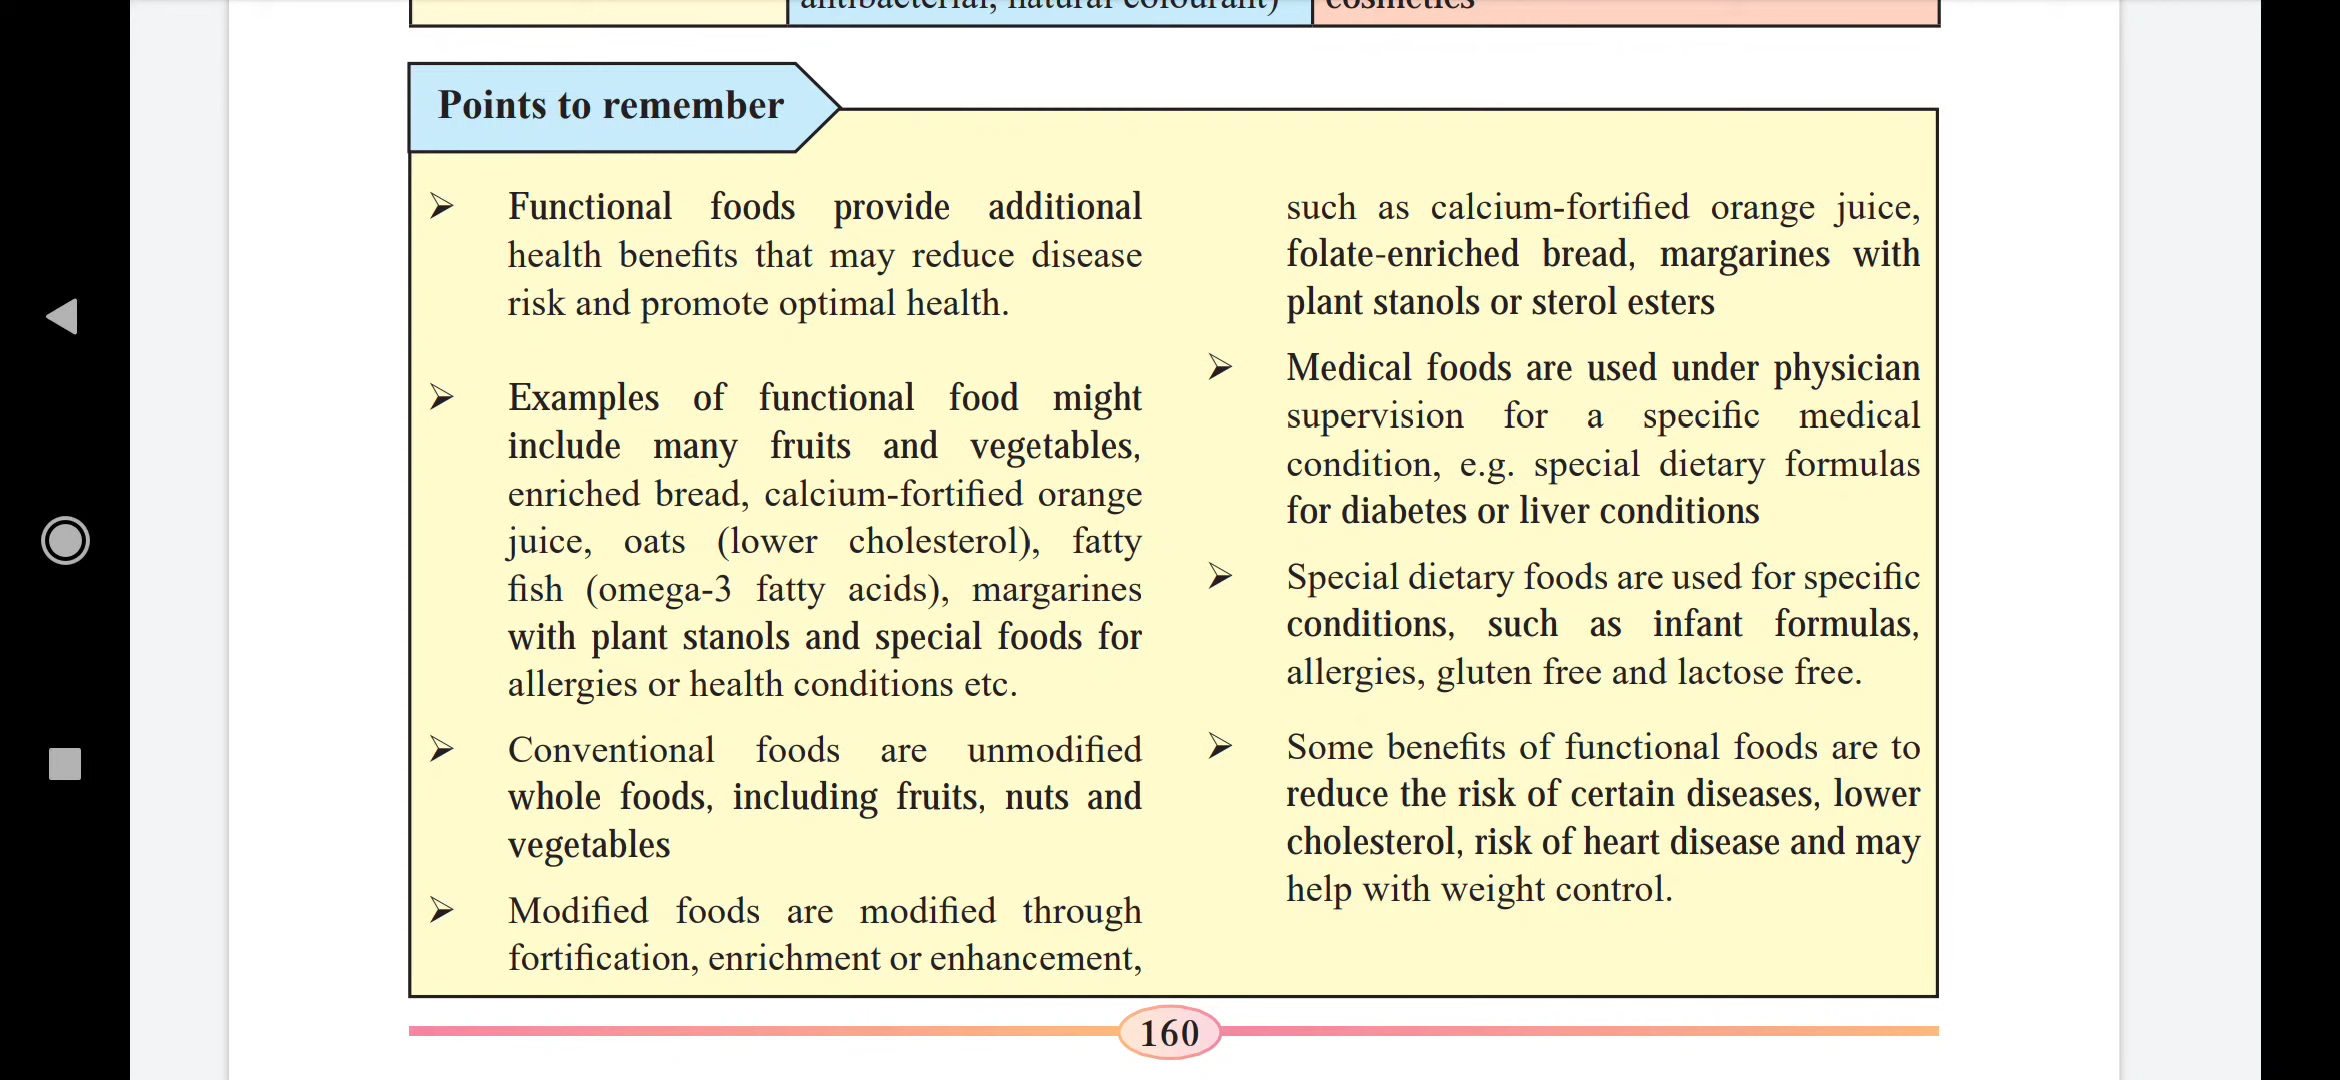 antibacterial, natural colourant)
cosmetics
Points to remember
Functional foods provide additional
health benefits that may reduce disease
risk and promote optimal health.
Examples of functional food might
include many fruits and vegetables,
enriched bread, calcium-fortified orange
juice, oats (lower cholesterol), fatty
fish (omega-3 fatty acids), margarines
with plant stanols and special foods for
allergies or health conditions etc.
Conventional foods are unmodified
whole foods, including fruits, nuts and
vegetables
Modified foods are modified through
fortification, enrichment or enhancement,
such as calcium-fortified orange juice,
folate-enriched bread, margarines with
plant stanols or sterol esters
Medical foods are used under physician
supervision for a specific medical
condition, e.g. special dietary formulas
for diabetes or liver conditions
Special dietary foods are used for specific
conditions, such as infant formulas,
allergies, gluten free and lactose free.
Some benefits of functional foods are to
reduce the risk of certain diseases, lower
cholesterol, risk of heart disease and may
help with weight control.
160